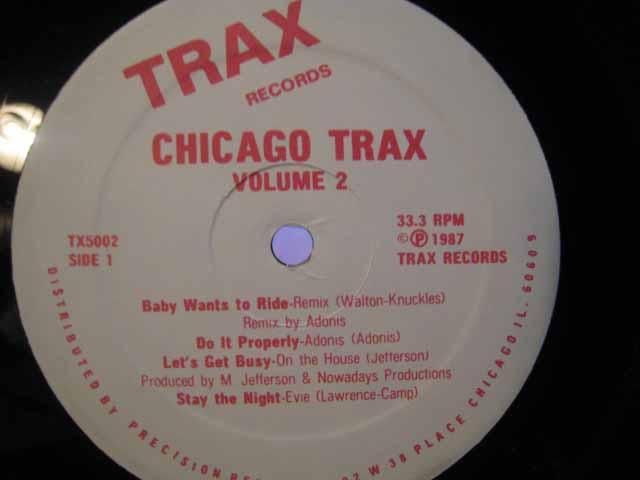 TRAX
RECORDS
CHICAGO TRAX
VOLUME 2
TX5002
SIDE 1
33.3 RPM
©Ⓟ1987
TRAX RECORDS
Baby Wants to Ride-Remix (Walton-Knuckles)
Remix by Adonis
Do It Properly-Adonis (Adonis)
Let's Get Busy-On the House (Jefferson)
Produced by M. Jefferson & Nowadays Productions
Stay the Night-Evie (Lawrence-Camp)
DISTRIBUTED BY PRECISION W 38 PLACE CHICAGO IL. 60609